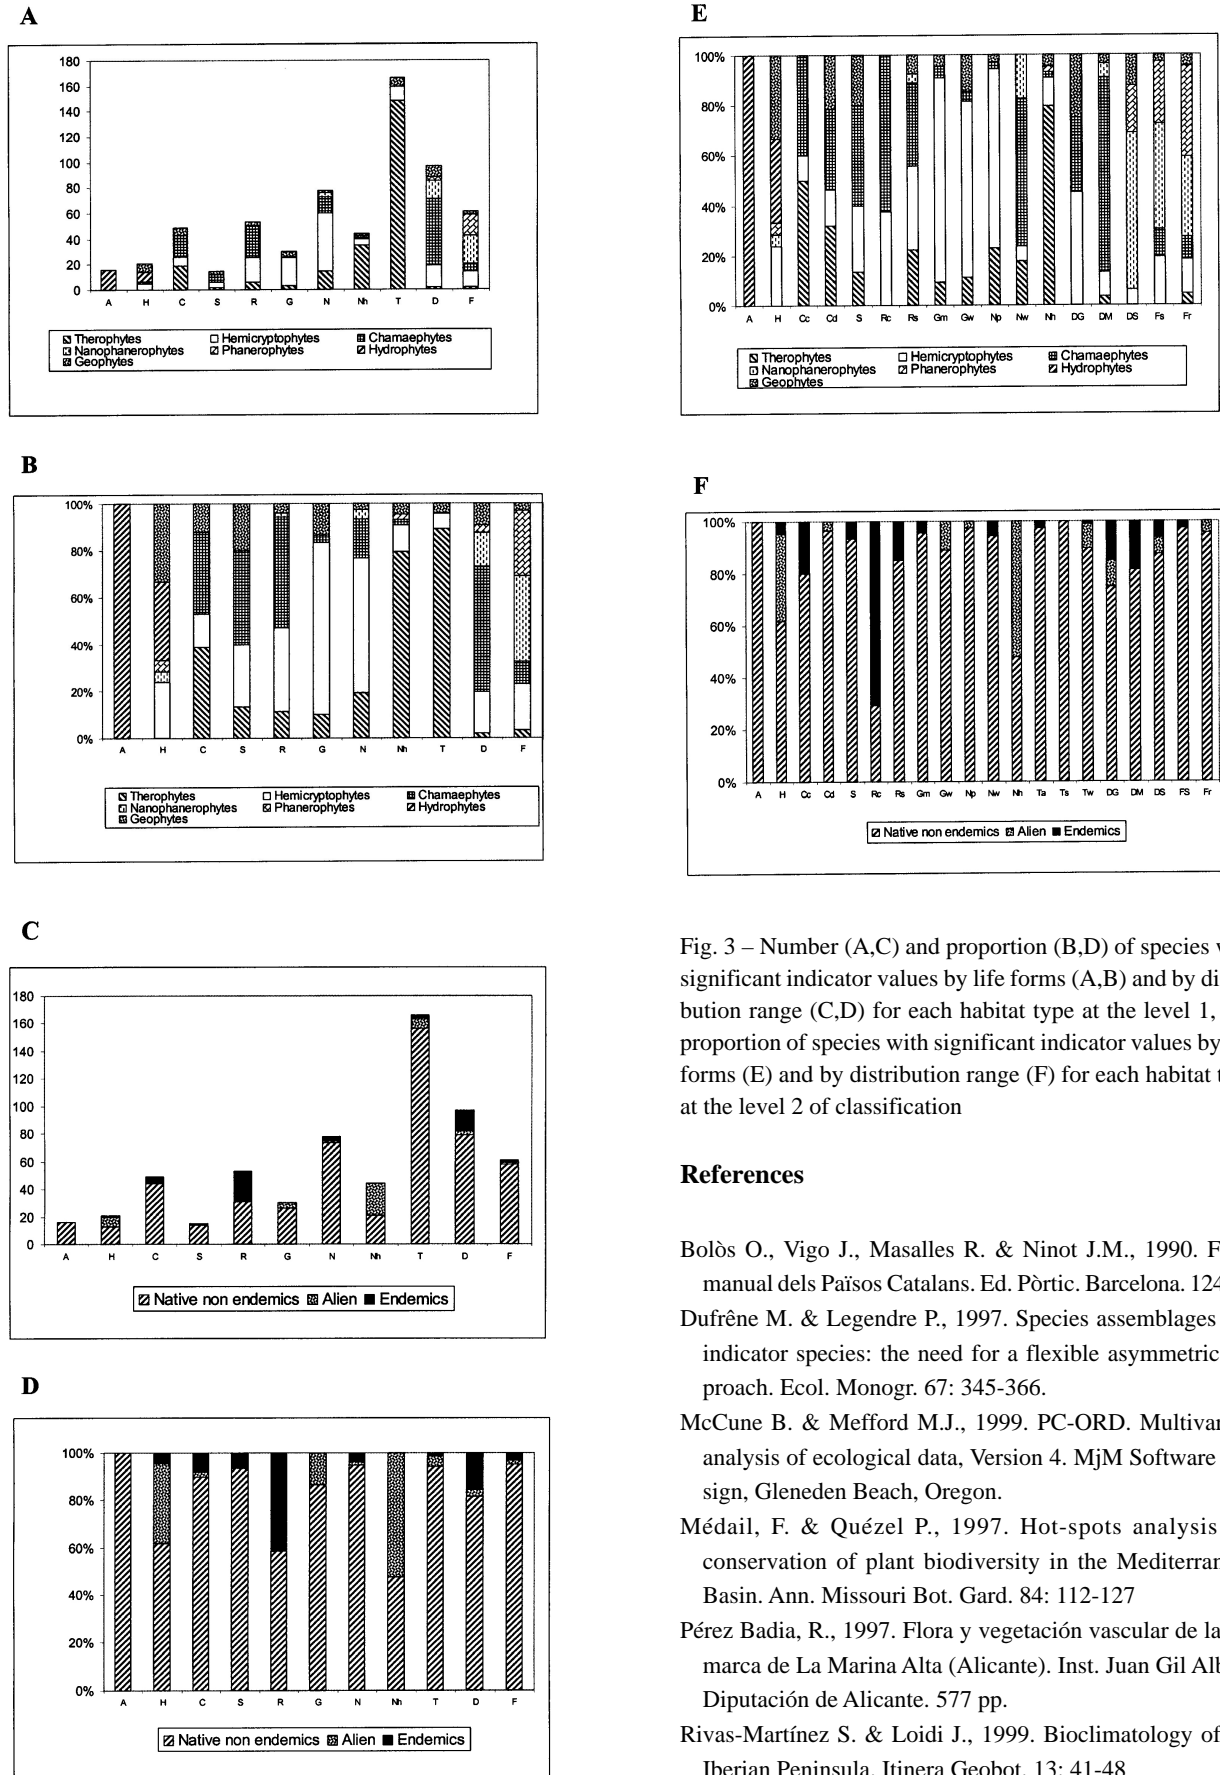 A
180
160
140
120
100
80
60
40
20
0
A H C S R G N Nh T D F
Therophytes Hemicryptophytes Chamaephytes
Nanophanerophytes Phanerophytes Hydrophytes
Geophytes
B
100%
80%
60%
40%
20%
0%
A H C S R G N Nh T D F
Therophytes Hemicryptophytes Chamaephytes
Nanophanerophytes Phanerophytes Hydrophytes
Geophytes
C
180
160
140
120
100
80
60
40
20
0
A H C S R G N Nh T D F
Native non endemics Alien Endemics
D
100%
80%
60%
40%
20%
0%
A H C S R G N Nh T D F
Native non endemics Alien Endemics
E
100%
80%
60%
40%
20%
0%
A H Cc Cd S Rc Rs Gm Gw Np Nw Nh DG DM DS Fs Fr
Therophytes Hemicryptophytes Chamaephytes
Nanophanerophytes Phanerophytes Hydrophytes
Geophytes
F
100%
80%
60%
40%
20%
0%
A H Cc Cd S Rc Rs Gm Gw Np Nw Nh Ta Ts Tw DG DM DS FS Fr
Native non endemics Alien Endemics
Fig. 3 – Number (A,C) and proportion (B,D) of species
significant indicator values by life forms (A,B) and by di
bution range (C,D) for each habitat type at the level 1,
proportion of species with significant indicator values by
forms (E) and by distribution range (F) for each habitat t
at the level 2 of classification
References
Bolòs O., Vigo J., Masalles R. & Ninot J.M., 1990. F
manual dels Països Catalans. Ed. Pòrtic. Barcelona. 124
Dufrêne M. & Legendre P., 1997. Species assemblages
indicator species: the need for a flexible asymmetric
proach. Ecol. Monogr. 67: 345-366.
McCune B. & Mefford M.J., 1999. PC-ORD. Multivar
analysis of ecological data, Version 4. MjM Software
sign, Gleneden Beach, Oregon.
Médail, F. & Quézel P., 1997. Hot-spots analysis
conservation of plant biodiversity in the Mediterran
Basin. Ann. Missouri Bot. Gard. 84: 112-127
Pérez Badia, R., 1997. Flora y vegetación vascular de la
marca de La Marina Alta (Alicante). Inst. Juan Gil Alb
Diputación de Alicante. 577 pp.
Rivas-Martínez S. & Loidi J., 1999. Bioclimatology of
Iberian Peninsula. Itinera Geobot. 13: 41-48